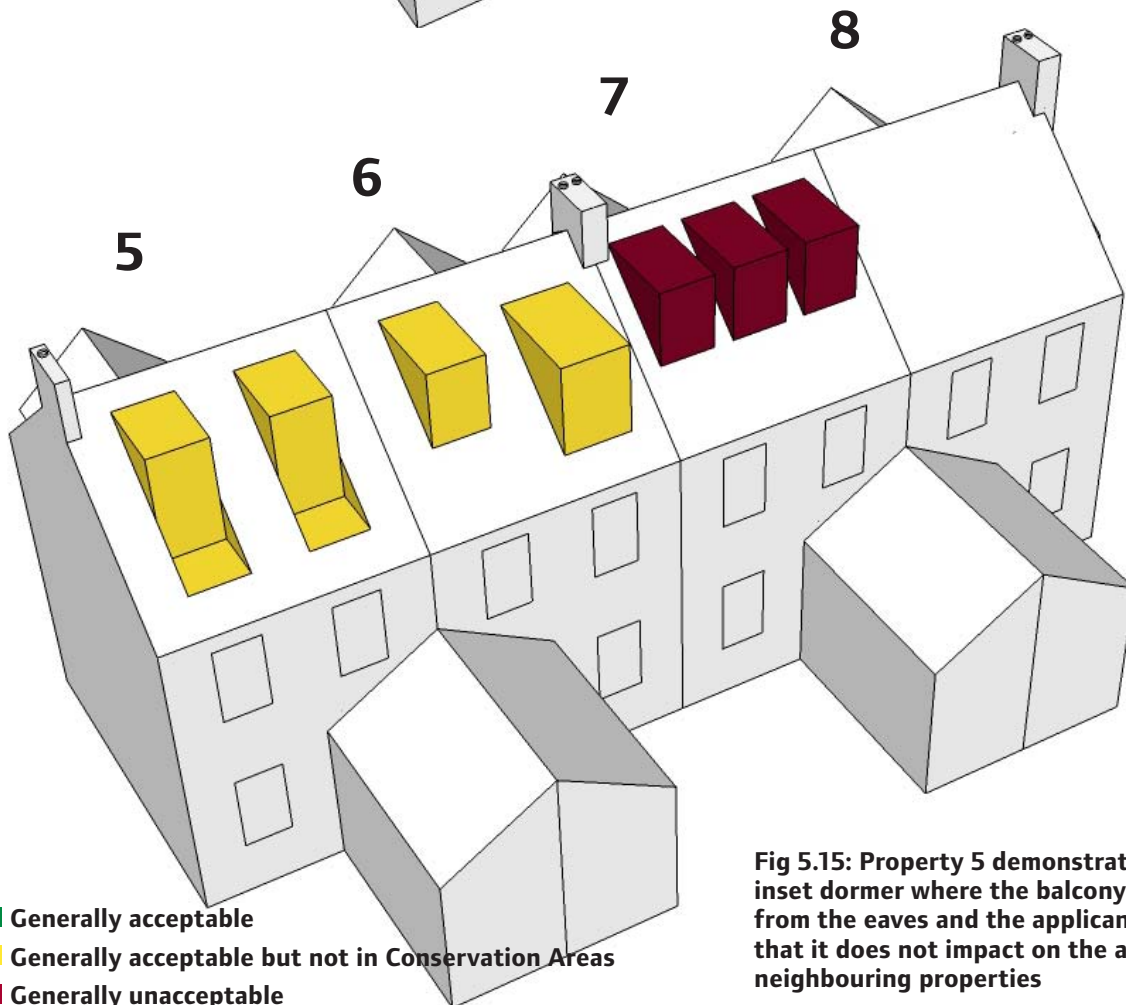 8
7
6
5
Generally acceptable
Generally acceptable but not in Conservation Areas
Generally unacceptable
Fig 5.15: Property 5 demonstrat
inset dormer where the balcony
from the eaves and the applican
that it does not impact on the a
neighbouring properties